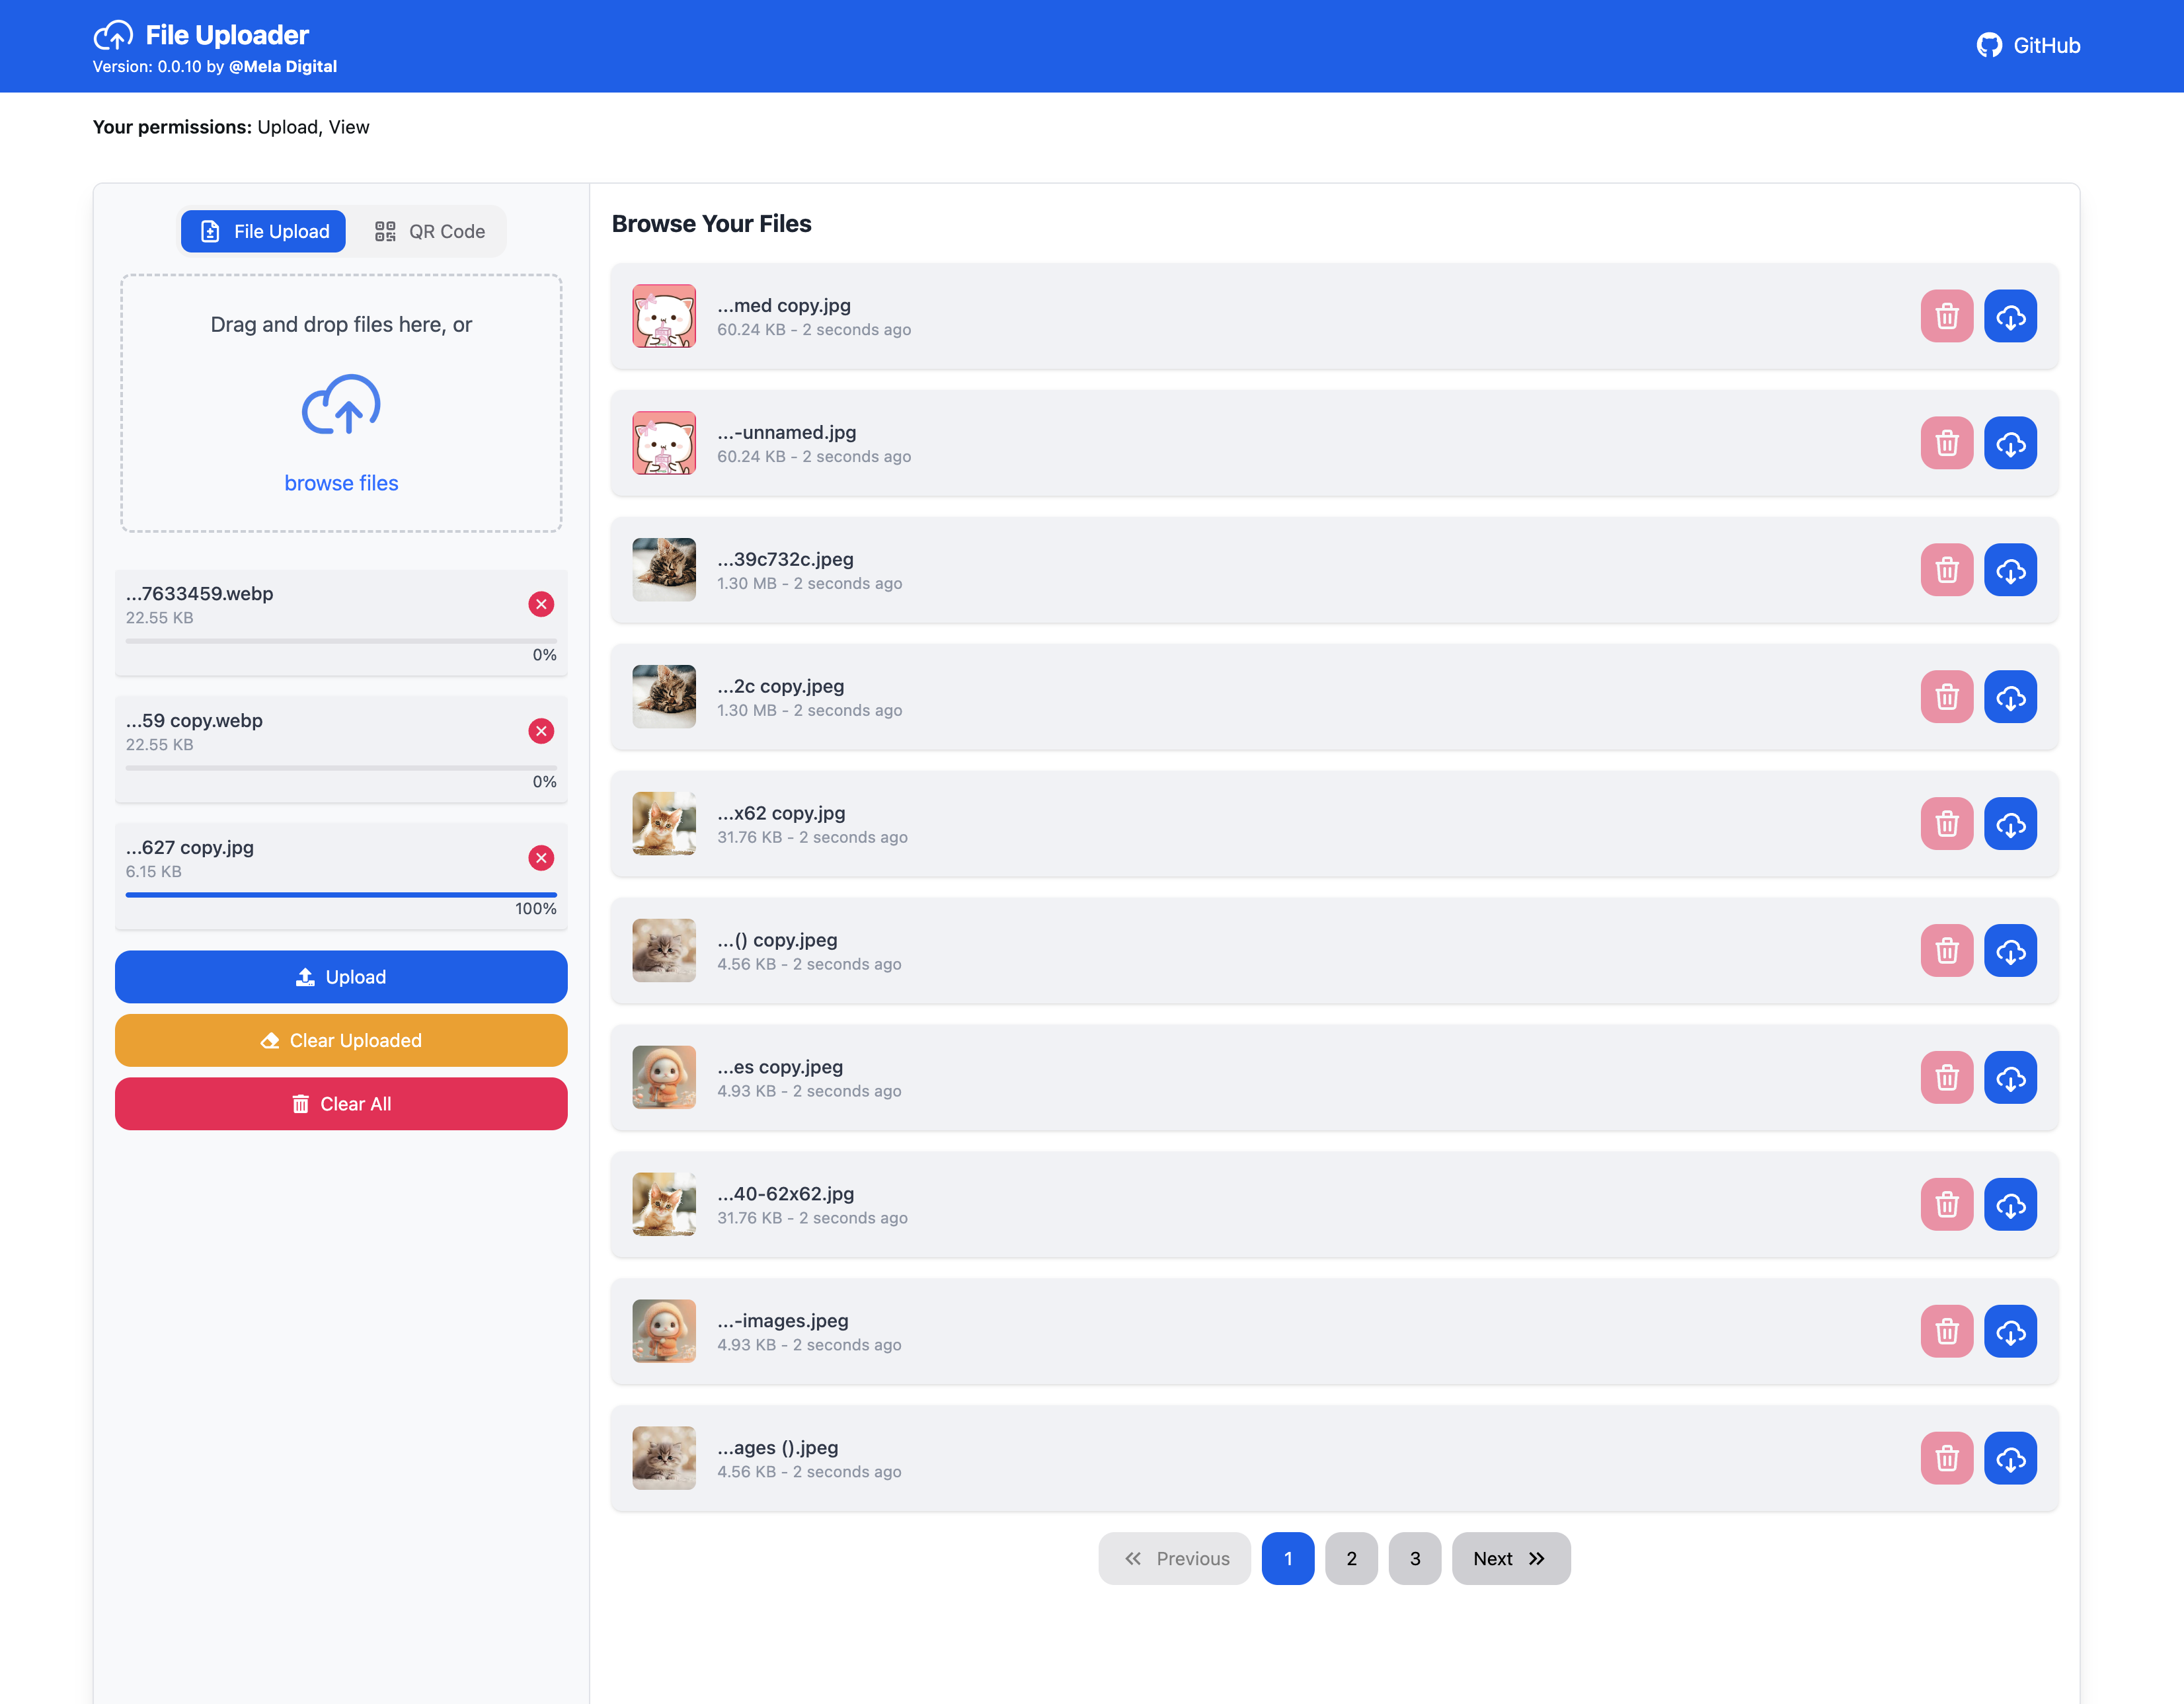 File Uploader
Version: 0.0.10 by @Mela Digital
GitHub
Your permissions: Upload, View
File Upload
QR Code
Drag and drop files here, or
browse files
...7633459.webp
22.55 KB
0%
...59 copy.webp
22.55 KB
0%
...627 copy.jpg
6.15 KB
100%
Upload
Clear Uploaded
Clear All
Browse Your Files
...med copy.jpg
60.24 KB - 2 seconds ago
...-unnamed.jpg
60.24 KB - 2 seconds ago
...39c732c.jpeg
1.30 MB - 2 seconds ago
...2c copy.jpeg
1.30 MB - 2 seconds ago
...x62 copy.jpg
31.76 KB - 2 seconds ago
...() copy.jpeg
4.56 KB - 2 seconds ago
...es copy.jpeg
4.93 KB - 2 seconds ago
...40-62x62.jpg
31.76 KB - 2 seconds ago
...-images.jpeg
4.93 KB - 2 seconds ago
...ages ().jpeg
4.56 KB - 2 seconds ago
Previous 1 2 3 Next